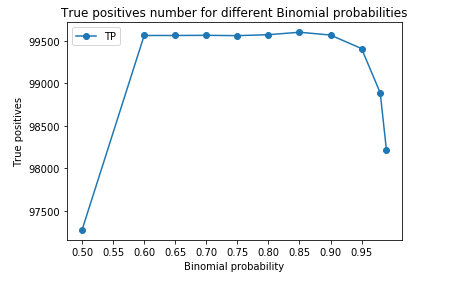 True positives number for different Binomial probabilities
TP
99500
99000
98500
98000
97500
True positives
0.50 0.55 0.60 0.65 0.70 0.75 0.80 0.85 0.90 0.95
Binomial probability